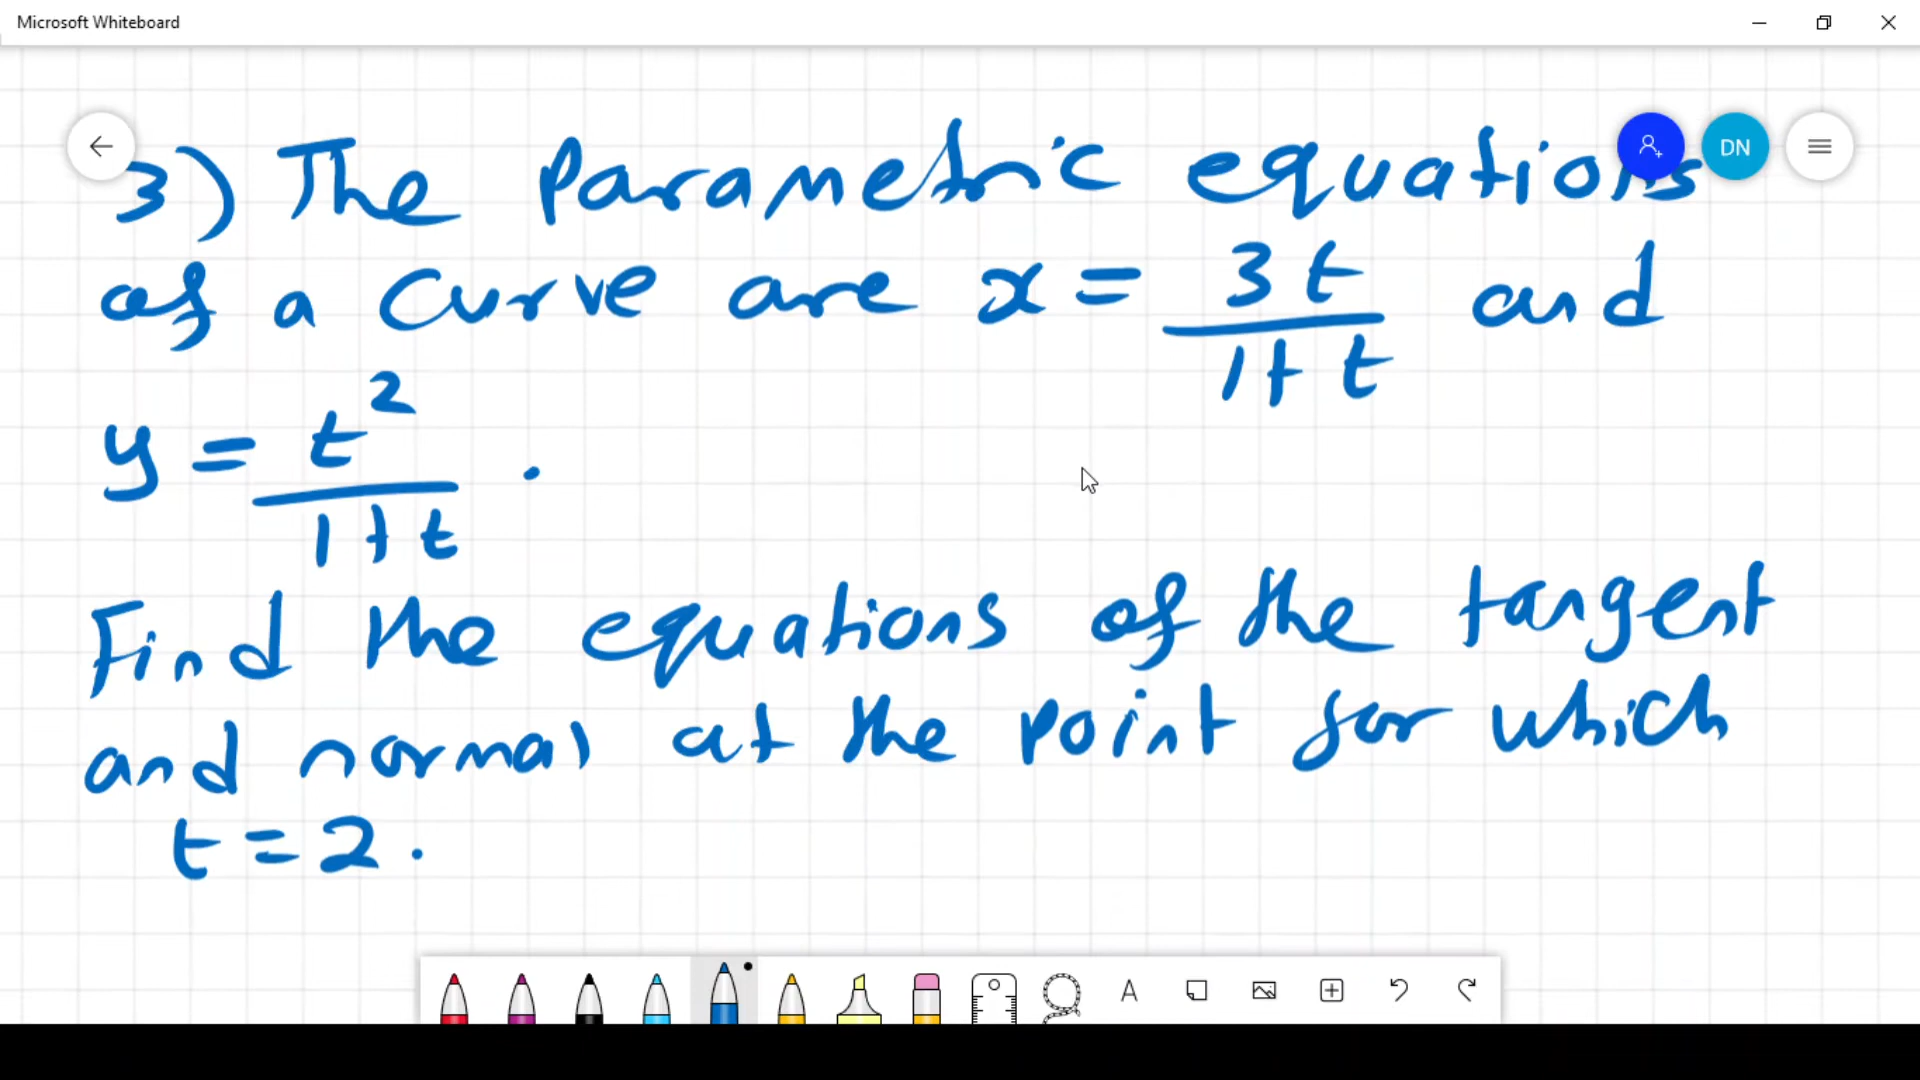 Microsoft Whiteboard
3) The parametric equations
DN
of a curve are x = 3t/(1+t) and
y = t²/(1+t) .
Find the equations of the tangent
and normal at the point for which
t = 2 .
A